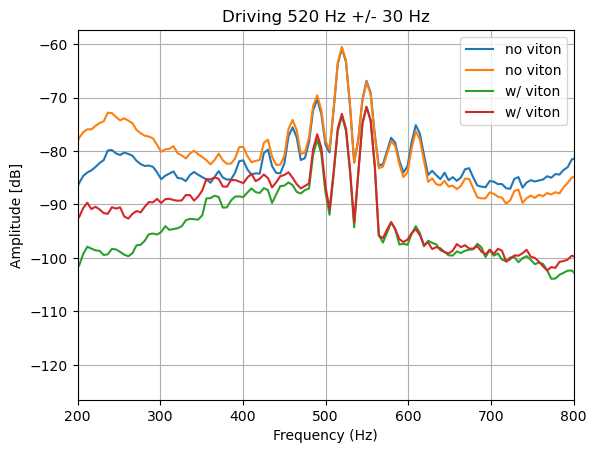 Driving 520 Hz +/- 30 Hz
no viton
no viton
w/ viton
w/ viton
Amplitude [dB]
−60
−70
−80
−90
−100
−110
−120
200 300 400 500 600 700 800
Frequency (Hz)